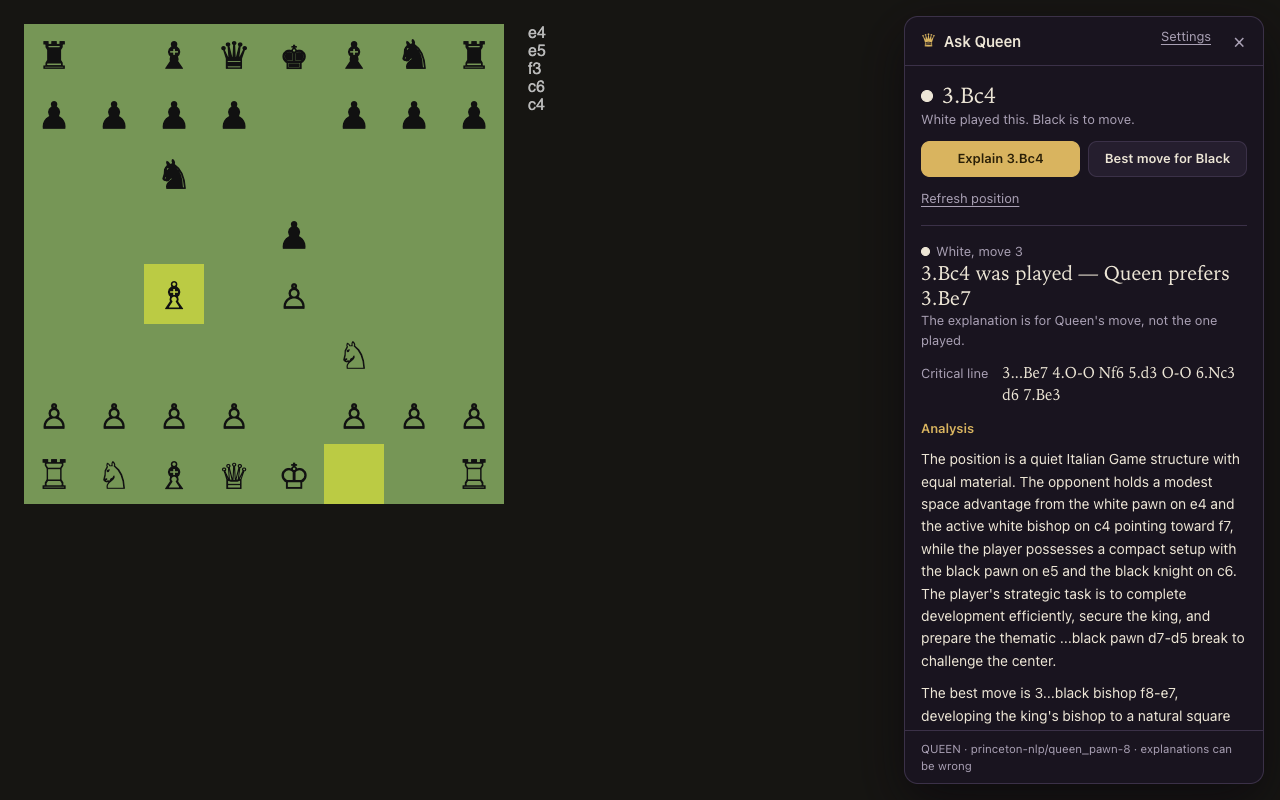 e4
e5
f3
c6
c4
Ask Queen
Settings
×
3.Bc4
White played this. Black is to move.
Explain 3.Bc4
Best move for Black
Refresh position
White, move 3
3.Bc4 was played — Queen prefers
3.Be7
The explanation is for Queen's move, not the one
played.
Critical line
3...Be7 4.O-O Nf6 5.d3 O-O 6.Nc3
d6 7.Be3
Analysis
The position is a quiet Italian Game structure with
equal material. The opponent holds a modest
space advantage from the white pawn on e4 and
the active white bishop on c4 pointing toward f7,
while the player possesses a compact setup with
the black pawn on e5 and the black knight on c6.
The player's strategic task is to complete
development efficiently, secure the king, and
prepare the thematic ...black pawn d7-d5 break to
challenge the center.
The best move is 3...black bishop f8-e7,
developing the king's bishop to a natural square
QUEEN · princeton-nlp/queen_pawn-8 · explanations can
be wrong